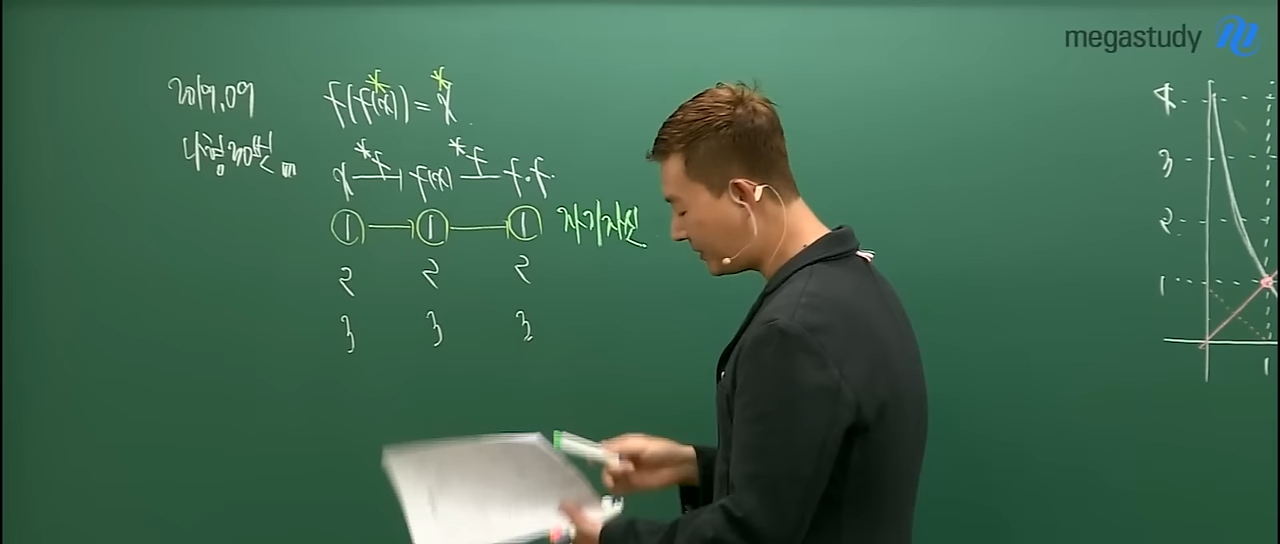 megastudy
2019.09
나형30번
f(f(x))=x
x f f(x) f f∘f
① → ① → ① 자기자신
2 2 2
3 3 3
4
3
2
1
1